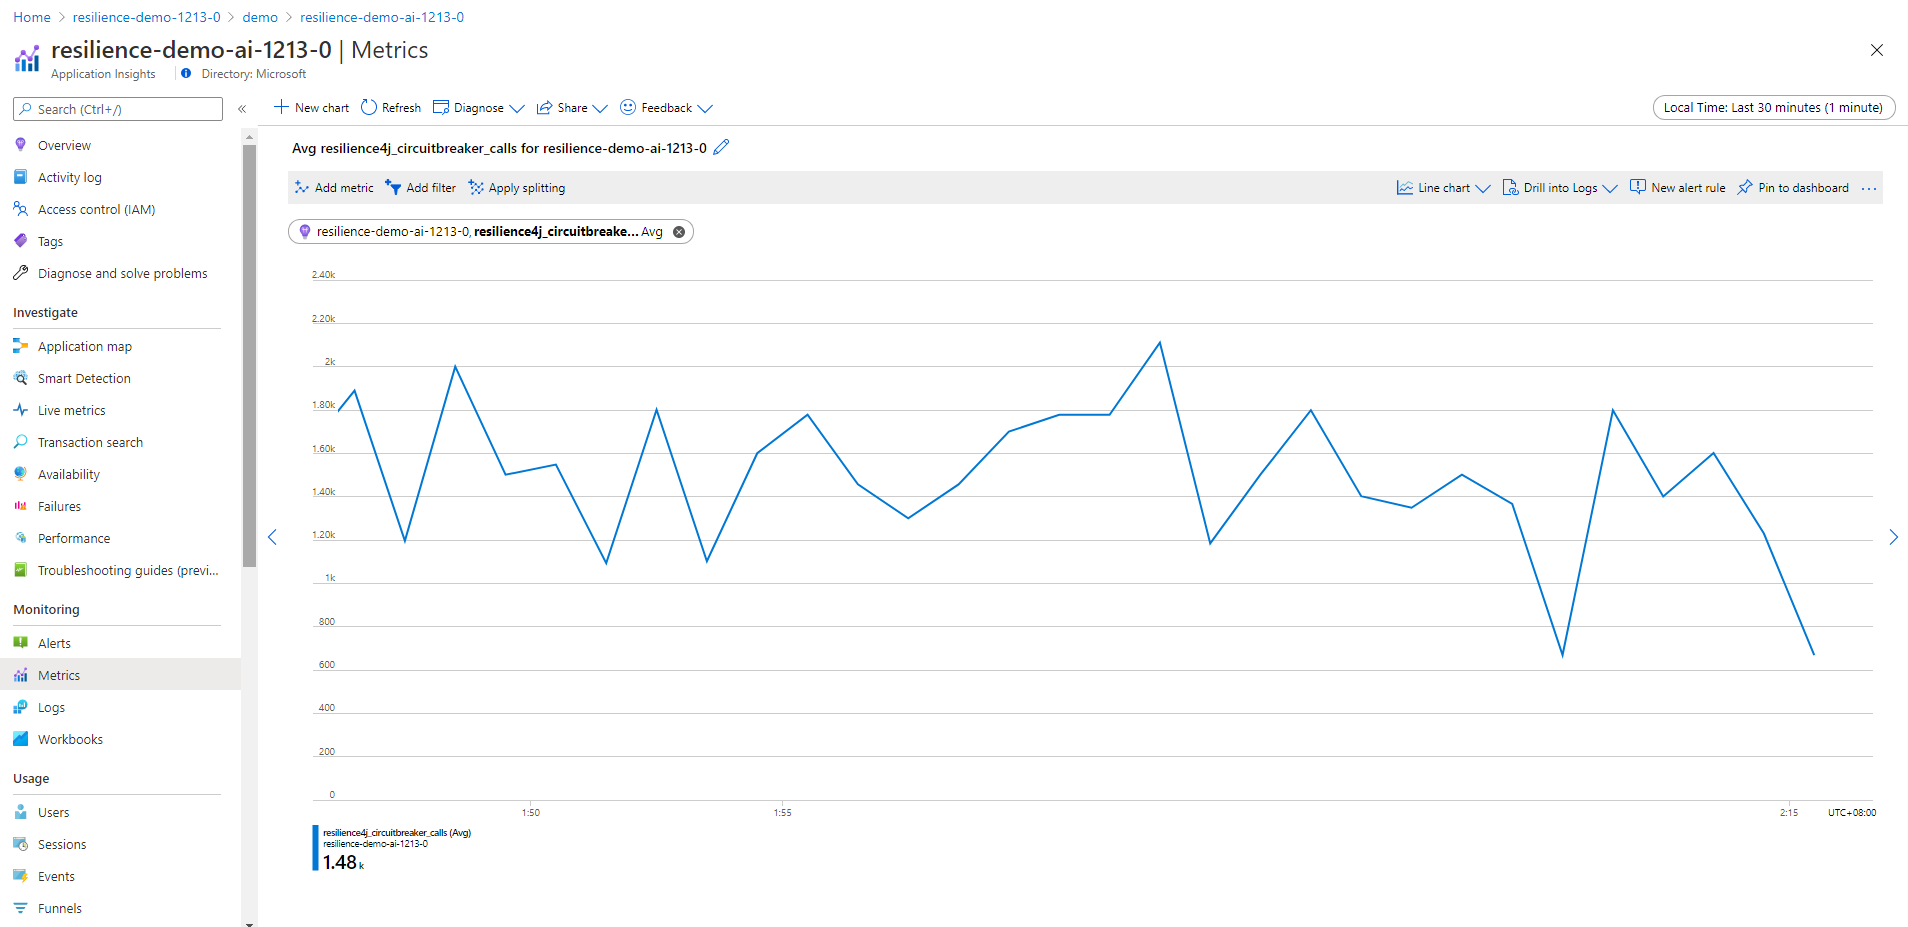 Home > resilience-demo-1213-0 > demo > resilience-demo-ai-1213-0
resilience-demo-ai-1213-0 | Metrics
Application Insights
Directory: Microsoft
Search (Ctrl+/)
«
Overview
Activity log
Access control (IAM)
Tags
Diagnose and solve problems
Investigate
Application map
Smart Detection
Live metrics
Transaction search
Availability
Failures
Performance
Troubleshooting guides (previ...
Monitoring
Alerts
Metrics
Logs
Workbooks
Usage
Users
Sessions
Events
Funnels
New chart
Refresh
Diagnose
Share
Feedback
Local Time: Last 30 minutes (1 minute)
Avg resilience4j_circuitbreaker_calls for resilience-demo-ai-1213-0
Add metric
Add filter
Apply splitting
Line chart
Drill into Logs
New alert rule
Pin to dashboard
...
resilience-demo-ai-1213-0, resilience4j_circuitbreake... Avg
2.40k
2.20k
2k
1.80k
1.60k
1.40k
1.20k
1k
800
600
400
200
0
1:50
1:55
2:15
UTC+08:00
resilience4j_circuitbreaker_calls (Avg)
resilience-demo-ai-1213-0
1.48 k